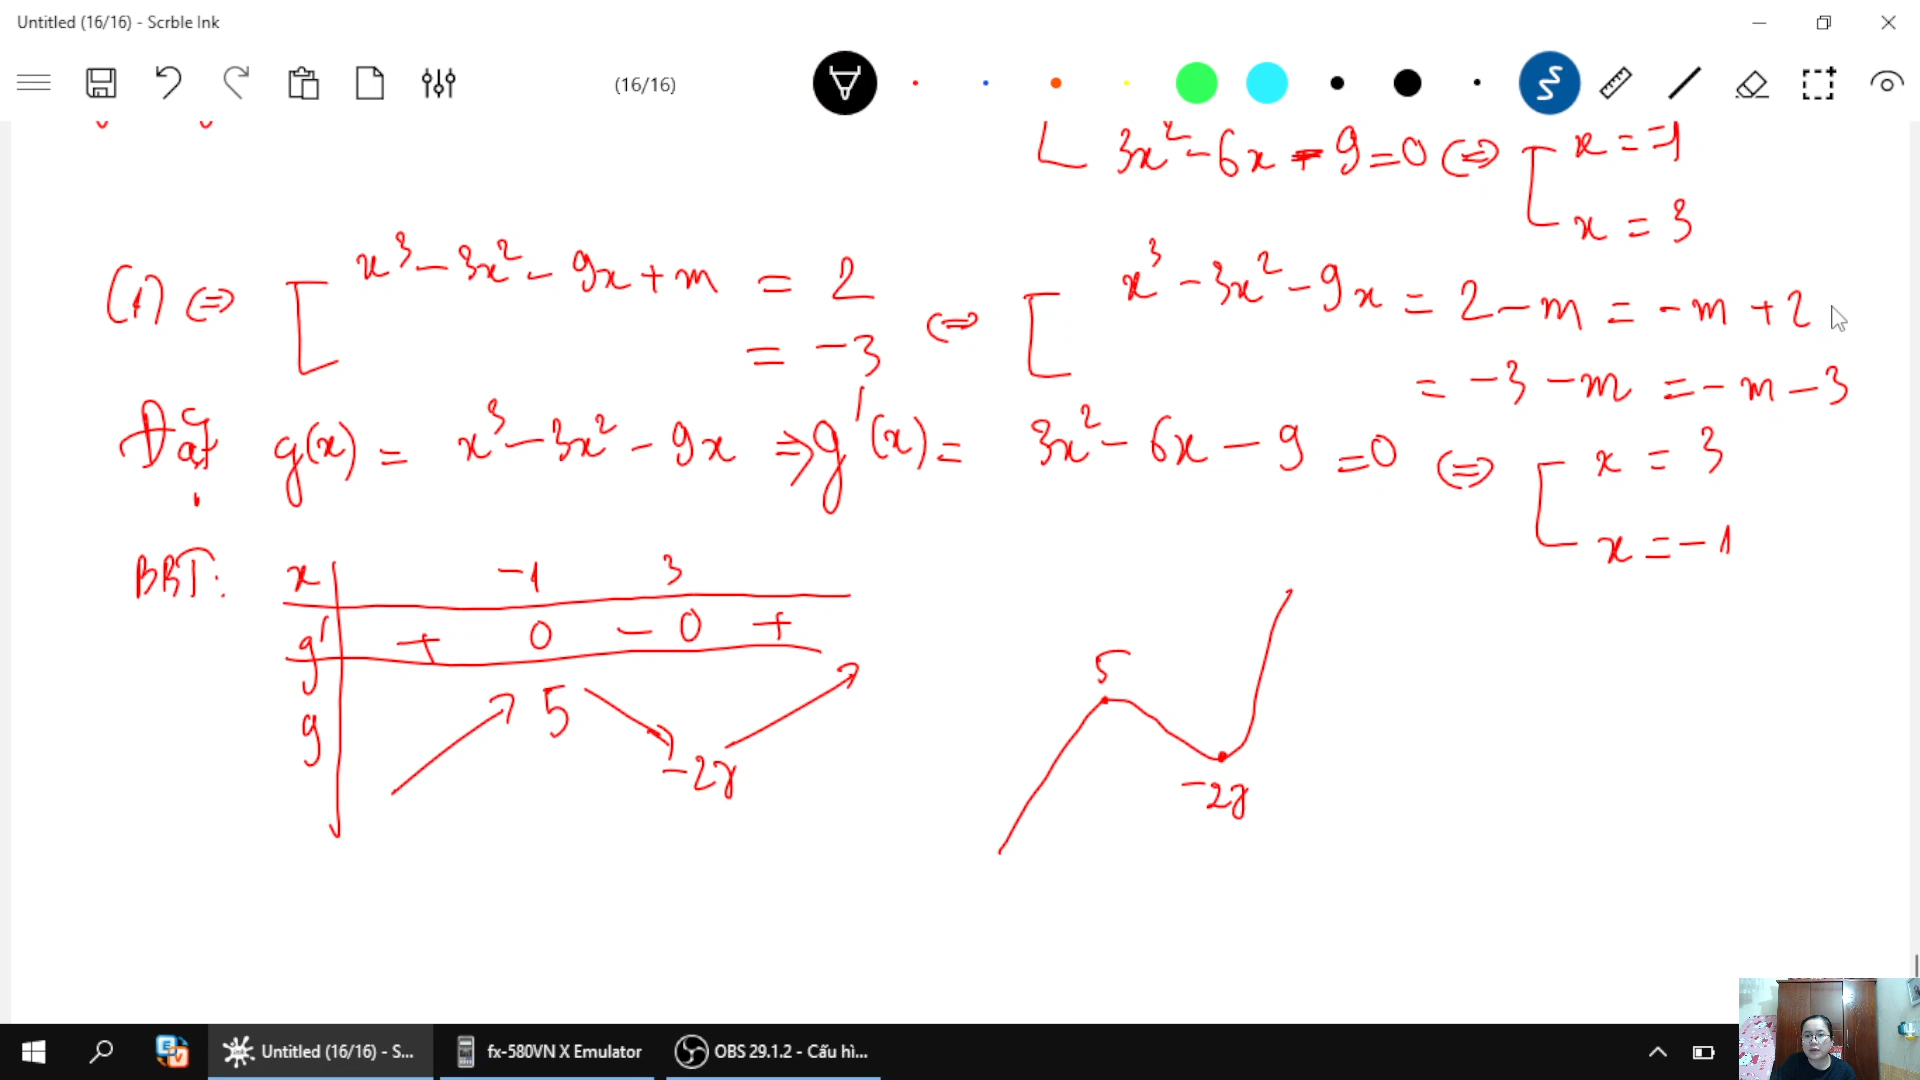 Untitled (16/16) - Scrble Ink
(16/16)
3x² - 6x - 9 = 0 ⇔ [ x = -1
x = 3
(1) ⇔ [ x³ - 3x² - 9x + m = 2
= -3
⇔ [ x³ - 3x² - 9x = 2 - m = -m + 2
= -3 - m = -m - 3
Đặt g(x) = x³ - 3x² - 9x ⇒ g'(x) = 3x² - 6x - 9 = 0 ⇔ [ x = 3
x = -1
BBT:
x -1 3
g' + 0 - 0 +
g 5 -27
5
-27
Untitled (16/16) - S...
fx-580VN X Emulator
OBS 29.1.2 - Cấu hì...